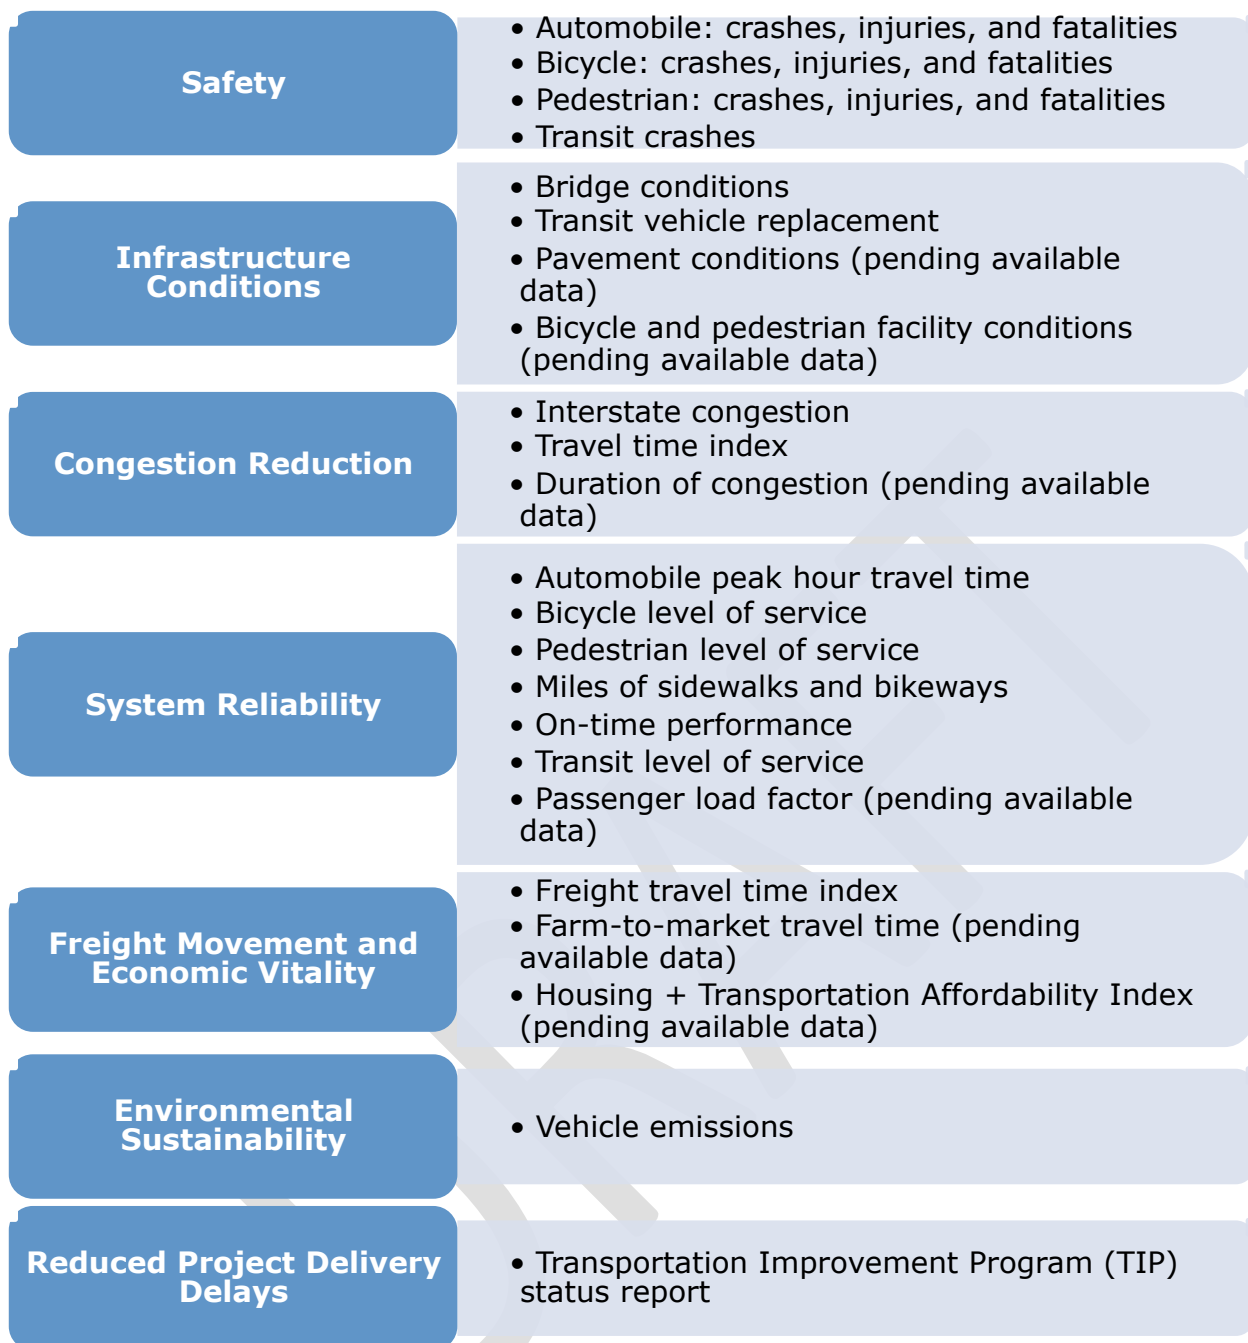 Safety
• Automobile: crashes, injuries, and fatalities
• Bicycle: crashes, injuries, and fatalities
• Pedestrian: crashes, injuries, and fatalities
• Transit crashes
Infrastructure
Conditions
• Bridge conditions
• Transit vehicle replacement
• Pavement conditions (pending available
data)
• Bicycle and pedestrian facility conditions
(pending available data)
Congestion Reduction
• Interstate congestion
• Travel time index
• Duration of congestion (pending available
data)
System Reliability
• Automobile peak hour travel time
• Bicycle level of service
• Pedestrian level of service
• Miles of sidewalks and bikeways
• On-time performance
• Transit level of service
• Passenger load factor (pending available
data)
Freight Movement and
Economic Vitality
• Freight travel time index
• Farm-to-market travel time (pending
available data)
• Housing + Transportation Affordability Index
(pending available data)
Environmental
Sustainability
• Vehicle emissions
Reduced Project Delivery
Delays
• Transportation Improvement Program (TIP)
status report
DRAFT